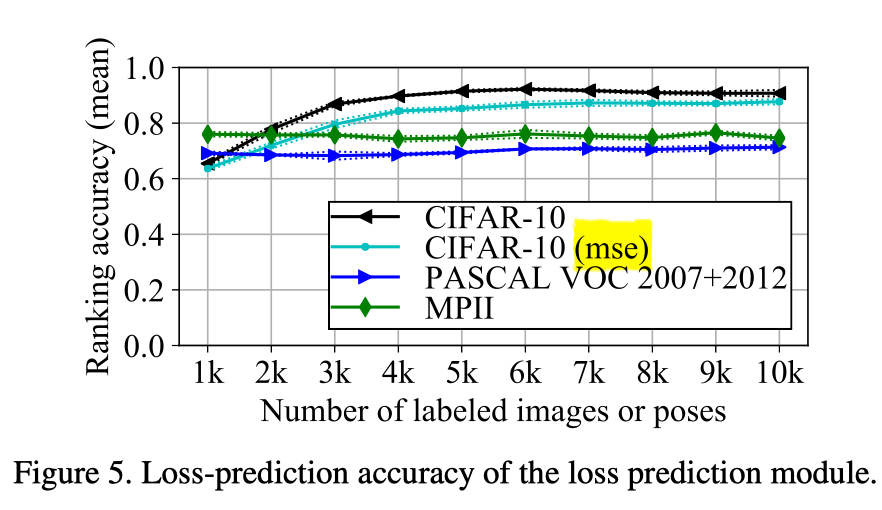 Ranking accuracy (mean)
1.0
0.8
0.6
0.4
0.2
0.0
CIFAR-10
CIFAR-10 (mse)
PASCAL VOC 2007+2012
MPII
1k 2k 3k 4k 5k 6k 7k 8k 9k 10k
Number of labeled images or poses
Figure 5. Loss-prediction accuracy of the loss prediction module.